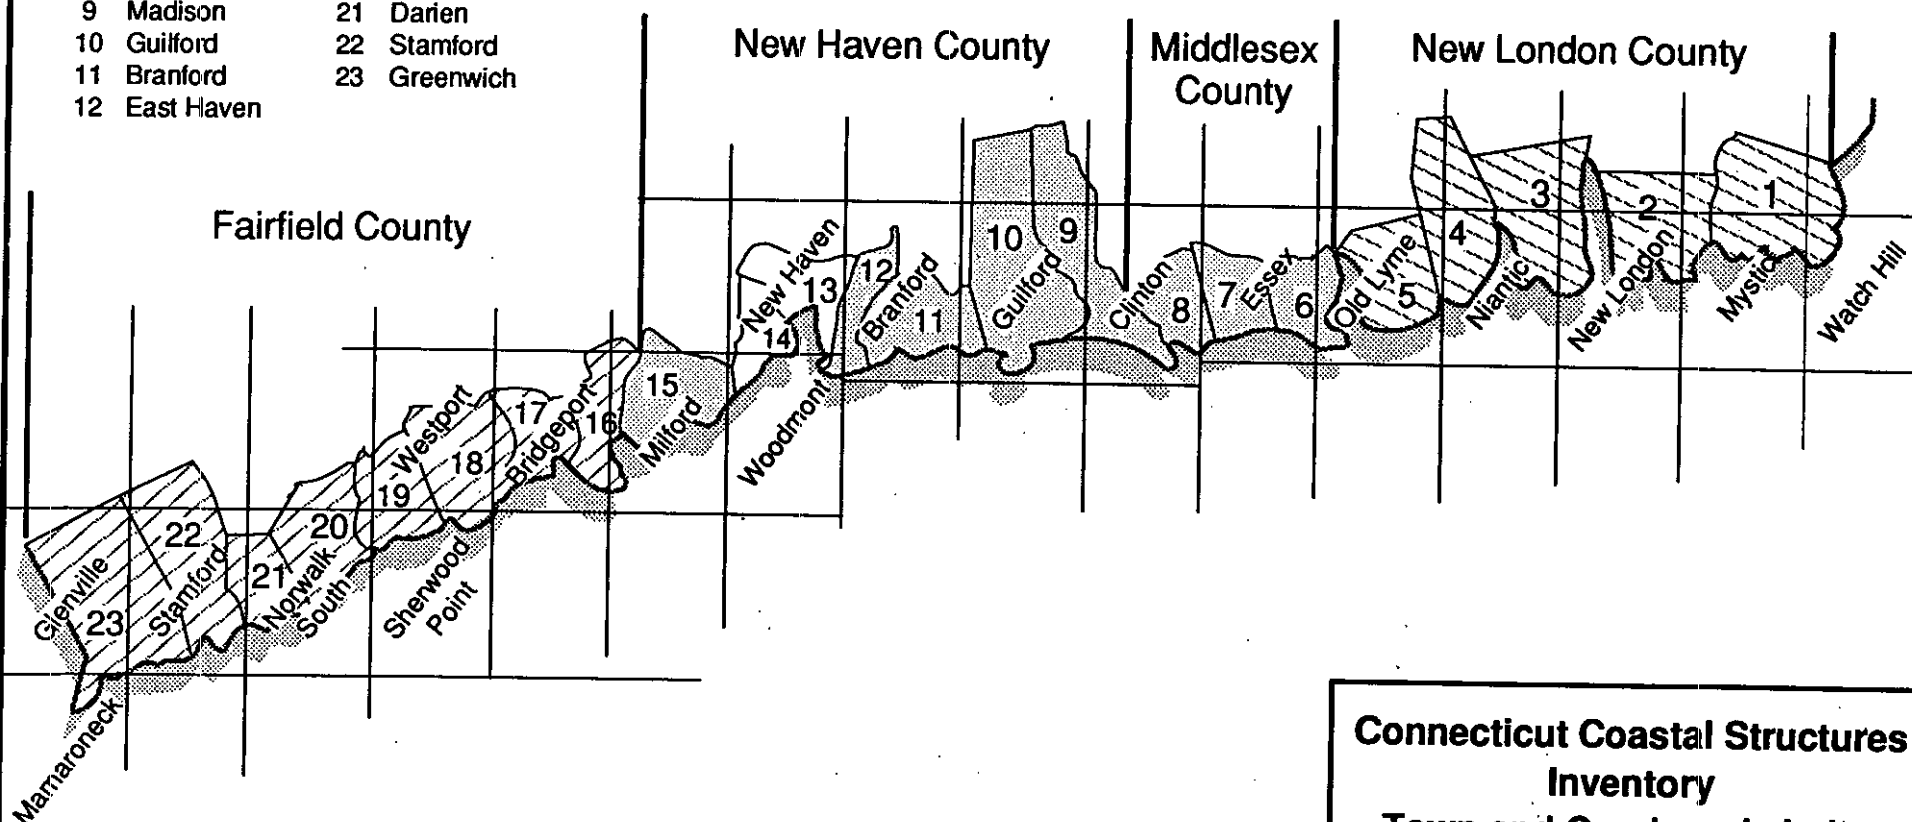 9 Madison
10 Guilford
11 Branford
12 East Haven
21 Darien
22 Stamford
23 Greenwich
Fairfield County
New Haven County
Middlesex
County
New London County
Mamaroneck
Glenville
23
22
Stamford
21
20
Norwalk
South
19
Westport
18
Sherwood
Point
17
Bridgeport
16
15
Milford
14
New Haven
13
Woodmont
12
Branford
11
10
9
Guilford
Clinton
8
7
Essex
6
Old Lyme
5
4
Niantic
3
New London
2
1
Mystic
Watch Hill
Connecticut Coastal Structures
Inventory